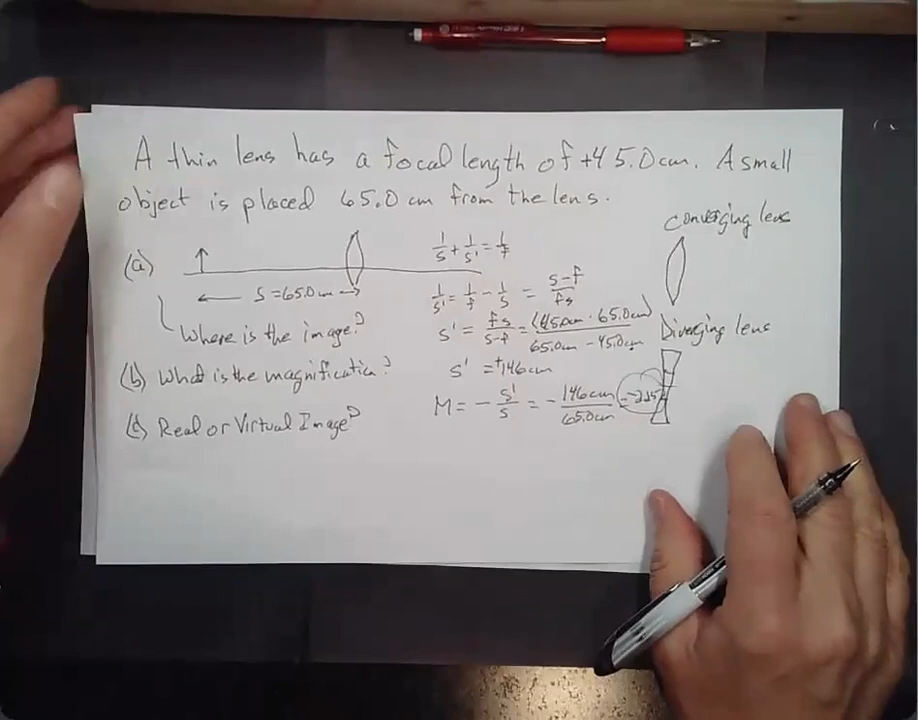 A thin lens has a focal length of +45.0cm. A small
object is placed 65.0 cm from the lens.
(a)
S = 65.0cm
Where is the image?
(b) What is the magnification?
(c) Real or Virtual Image?
1/s + 1/s' = 1/f
1/s' = 1/f - 1/s = s-f/fs
s' = fs/s-f = (45.0cm · 65.0cm)/65.0cm - 45.0cm
s' = +146cm
M = - s'/s = - 146cm/65.0cm = -2.25
Converging lens
Diverging lens